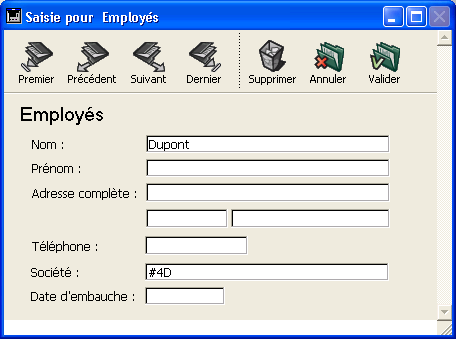 Saisie pour Employés
Premier Précédent Suivant Dernier Supprimer Annuler Valider
Employés
Nom : Dupont
Prénom :
Adresse complète :
Téléphone :
Société : #4D
Date d'embauche :